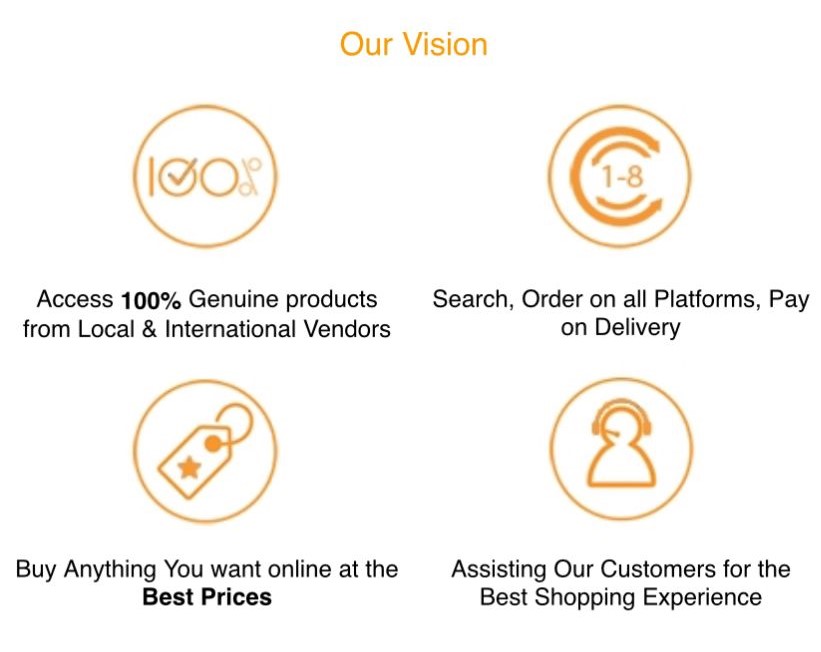 Our Vision
100%
1-8
Access 100% Genuine products
from Local & International Vendors
Search, Order on all Platforms, Pay
on Delivery
Buy Anything You want online at the
Best Prices
Assisting Our Customers for the
Best Shopping Experience